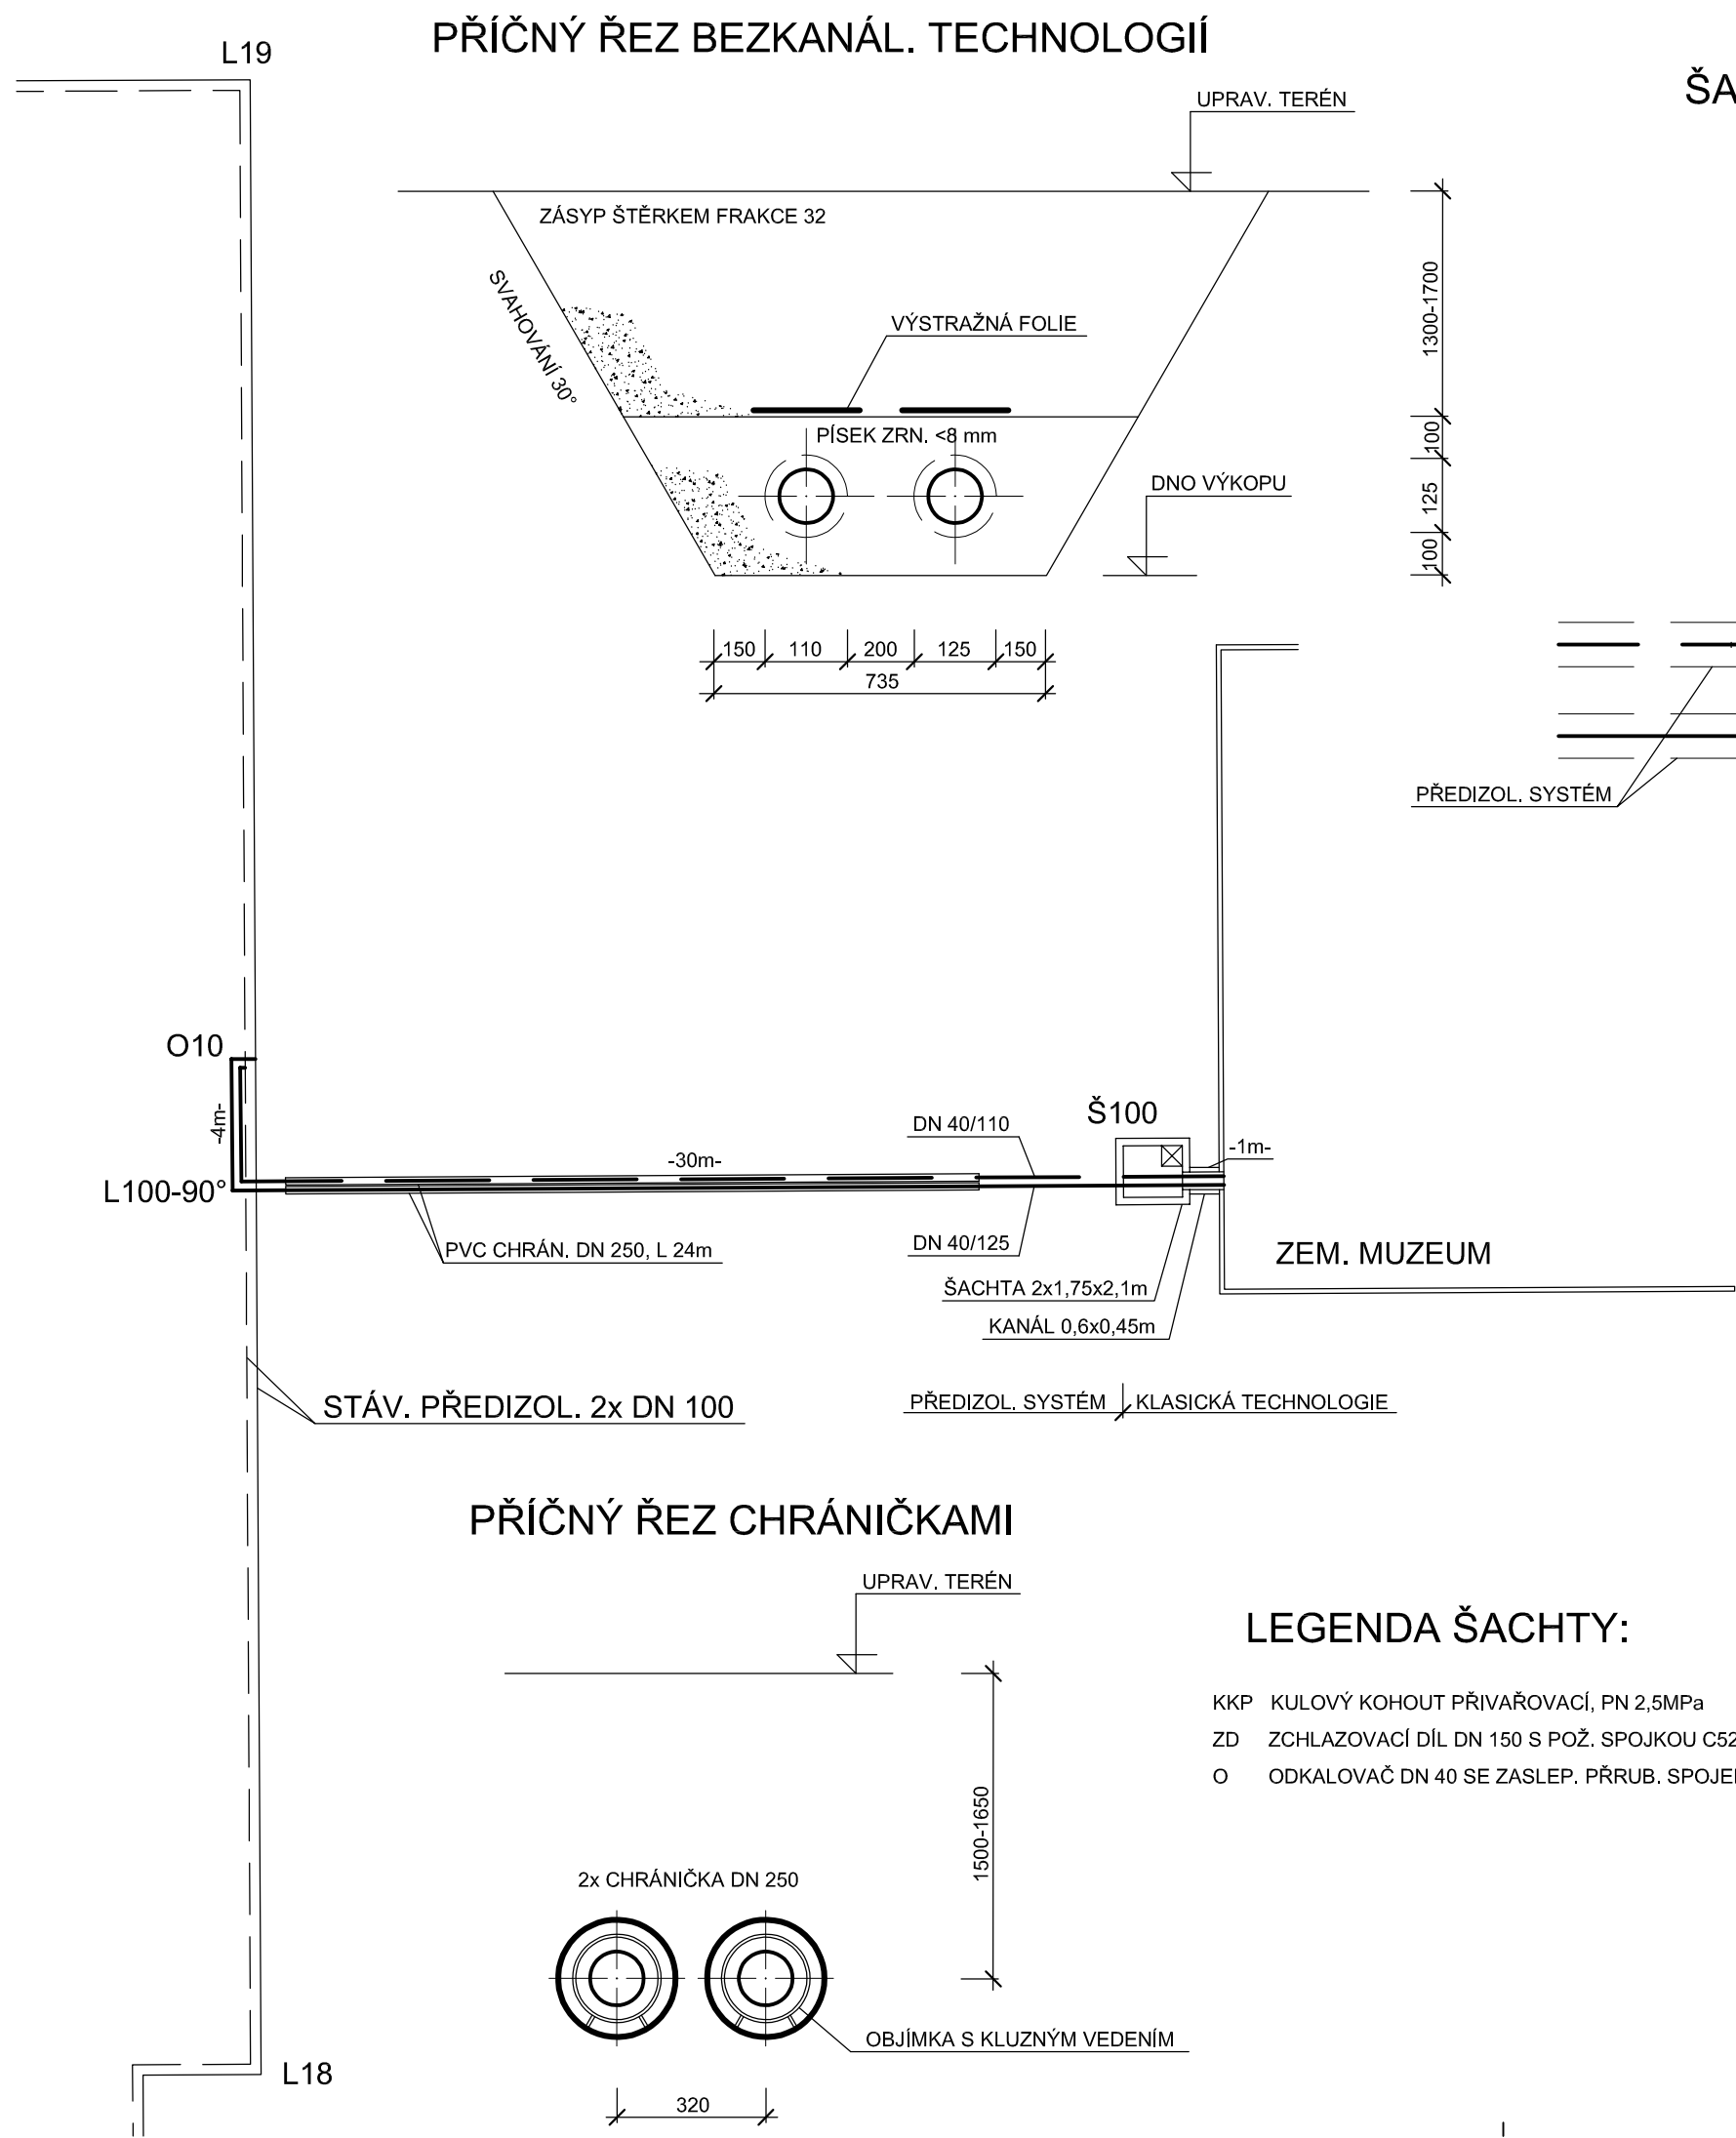 L19
PŘÍČNÝ ŘEZ BEZKANÁL. TECHNOLOGIÍ
ŠA
UPRAV. TERÉN
ZÁSYP ŠTĚRKEM FRAKCE 32
SVAHOVÁNÍ 30°
VÝSTRAŽNÁ FOLIE
PÍSEK ZRN. <8 mm
DNO VÝKOPU
1300-1700
100
125
100
150 110 200 125 150
735
PŘEDIZOL. SYSTÉM
O10
-4m-
L100-90°
-30m-
DN 40/110
Š100
-1m-
PVC CHRÁN. DN 250, L 24m
DN 40/125
ZEM. MUZEUM
ŠACHTA 2x1,75x2,1m
KANÁL 0,6x0,45m
STÁV. PŘEDIZOL. 2x DN 100
PŘEDIZOL. SYSTÉM KLASICKÁ TECHNOLOGIE
PŘÍČNÝ ŘEZ CHRÁNIČKAMI
UPRAV. TERÉN
1500-1650
2x CHRÁNIČKA DN 250
OBJÍMKA S KLUZNÝM VEDENÍM
320
L18
LEGENDA ŠACHTY:
KKP KULOVÝ KOHOUT PŘIVAŘOVACÍ, PN 2,5MPa
ZD ZCHLAZOVACÍ DÍL DN 150 S POŽ. SPOJKOU C52
O ODKALOVAČ DN 40 SE ZASLEP. PŘRUB. SPOJE